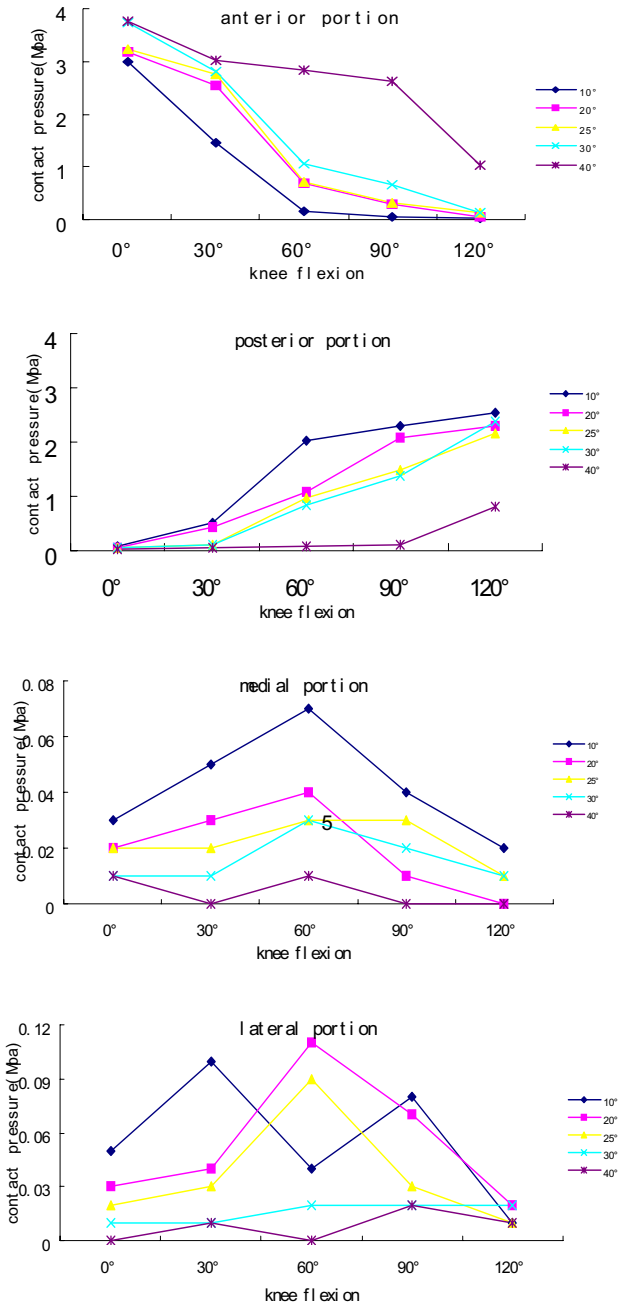 anterior portion
contact pressure(Mpa)
4
3
2
1
0
0° 30° 60° 90° 120°
knee flexion
10°
20°
25°
30°
40°
posterior portion
contact pressure(Mpa)
4
3
2
1
0
0° 30° 60° 90° 120°
knee flexion
10°
20°
25°
30°
40°
medial portion
contact pressure(Mpa)
0.08
0.06
0.04
0.02
0
5
0° 30° 60° 90° 120°
knee flexion
10°
20°
25°
30°
40°
lateral portion
contact pressure(Mpa)
0.12
0.09
0.06
0.03
0
0° 30° 60° 90° 120°
knee flexion
10°
20°
25°
30°
40°